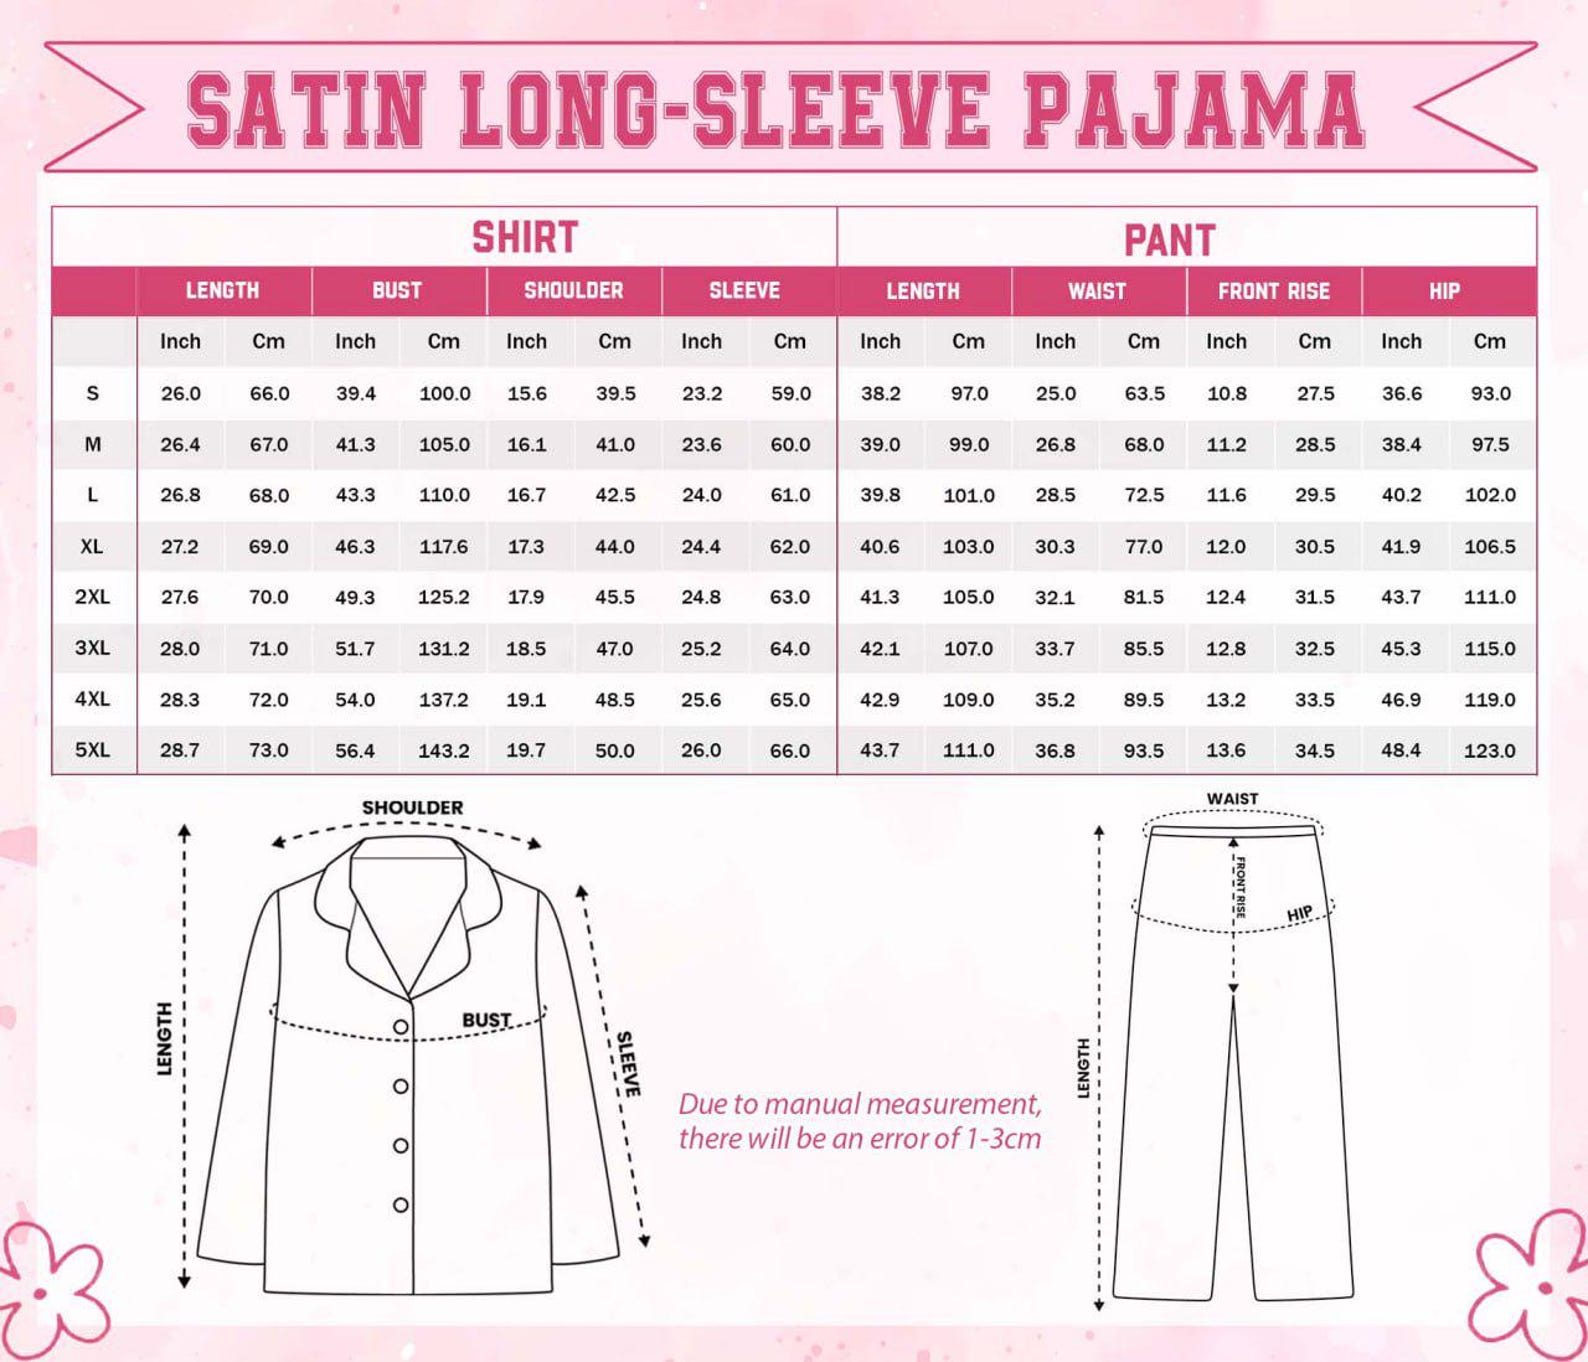 SATIN LONG-SLEEVE PAJAMA
SHIRT PANT
LENGTH BUST SHOULDER SLEEVE LENGTH WAIST FRONT RISE HIP
Inch Cm Inch Cm Inch Cm Inch Cm Inch Cm Inch Cm Inch Cm Inch Cm
S 26.0 66.0 39.4 100.0 15.6 39.5 23.2 59.0 38.2 97.0 25.0 63.5 10.8 27.5 36.6 93.0
M 26.4 67.0 41.3 105.0 16.1 41.0 23.6 60.0 39.0 99.0 26.8 68.0 11.2 28.5 38.4 97.5
L 26.8 68.0 43.3 110.0 16.7 42.5 24.0 61.0 39.8 101.0 28.5 72.5 11.6 29.5 40.2 102.0
XL 27.2 69.0 46.3 117.6 17.3 44.0 24.4 62.0 40.6 103.0 30.3 77.0 12.0 30.5 41.9 106.5
2XL 27.6 70.0 49.3 125.2 17.9 45.5 24.8 63.0 41.3 105.0 32.1 81.5 12.4 31.5 43.7 111.0
3XL 28.0 71.0 51.7 131.2 18.5 47.0 25.2 64.0 42.1 107.0 33.7 85.5 12.8 32.5 45.3 115.0
4XL 28.3 72.0 54.0 137.2 19.1 48.5 25.6 65.0 42.9 109.0 35.2 89.5 13.2 33.5 46.9 119.0
5XL 28.7 73.0 56.4 143.2 19.7 50.0 26.0 66.0 43.7 111.0 36.8 93.5 13.6 34.5 48.4 123.0
SHOULDER
LENGTH
BUST
SLEEVE
Due to manual measurement,
there will be an error of 1-3cm
WAIST
FRONT RISE
HIP
LENGTH